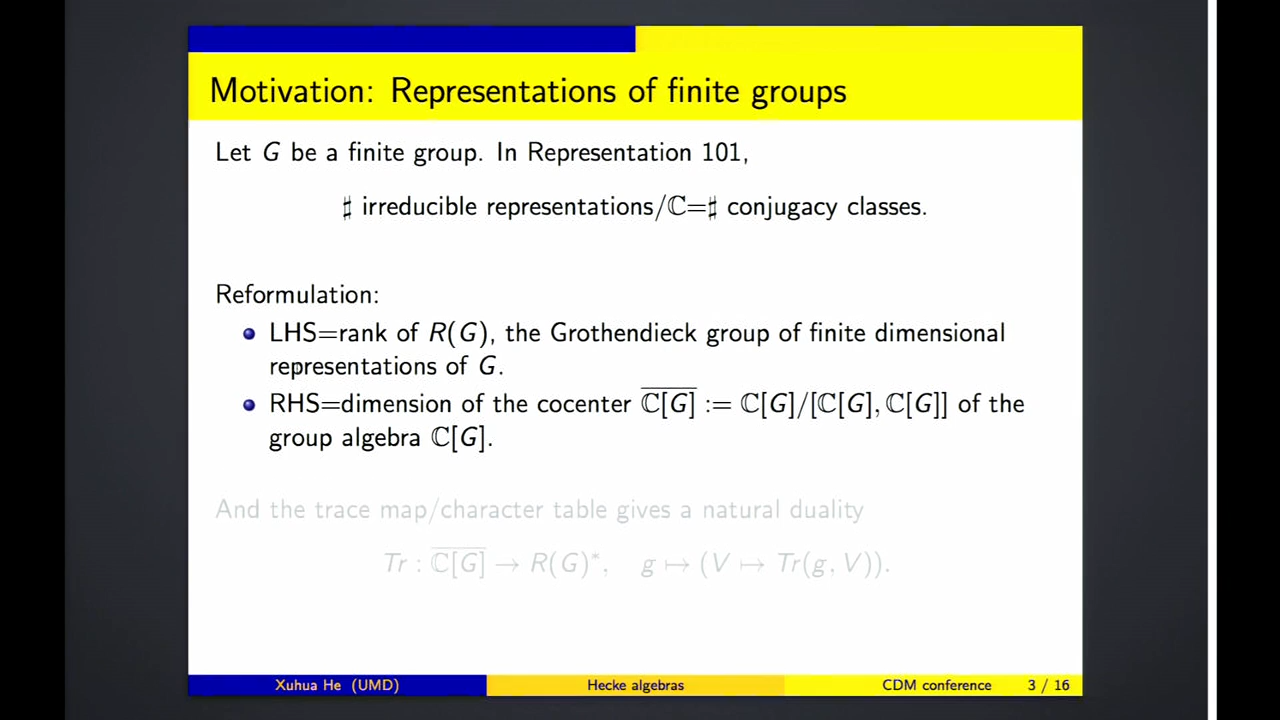 Motivation: Representations of finite groups
Let G be a finite group. In Representation 101,
♯ irreducible representations/ℂ=♯ conjugacy classes.
Reformulation:
LHS=rank of R(G), the Grothendieck group of finite dimensional
representations of G.
RHS=dimension of the cocenter \overline{ℂ[G]} := ℂ[G]/[ℂ[G], ℂ[G]] of the
group algebra ℂ[G].
And the trace map/character table gives a natural duality
Tr : \overline{ℂ[G]} → R(G)*, g ↦ (V ↦ Tr(g, V)).
Xuhua He (UMD) Hecke algebras CDM conference 3 / 16